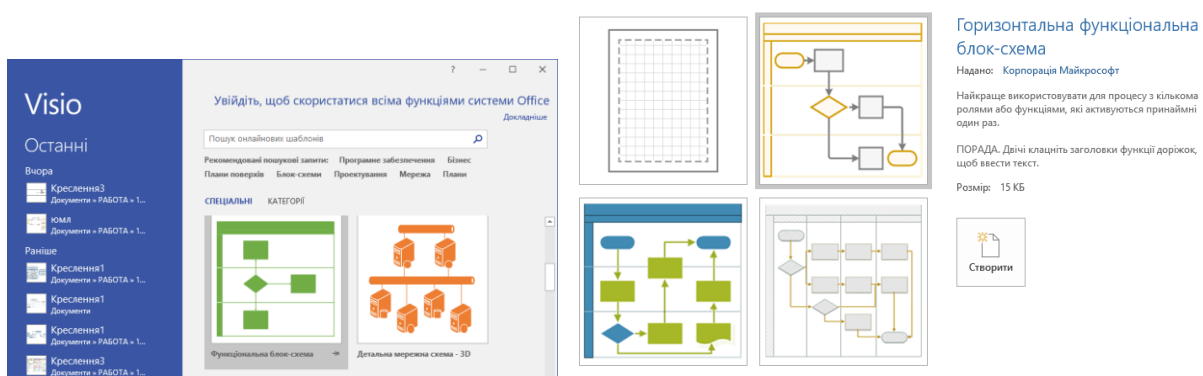 Visio
Останні
Вчора
Креслення3
Документи » РАБОТА » 1...
юмл
Документи » РАБОТА » 1...
Раніше
Креслення1
Документи » РАБОТА » 1...
Креслення1
Документи
Креслення1
Документи » РАБОТА » 1...
Креслення3
Документи » РАБОТА » 1...
?
Увійдіть, щоб скористатися всіма функціями системи Office
Докладніше
Пошук онлайнових шаблонів
Рекомендовані пошукові запити: Програмне забезпечення Бізнес
Плани поверхів Блок-схеми Проектування Мережа Плани
СПЕЦІАЛЬНІ КАТЕГОРІЇ
Функціональна блок-схема
Детальна мережна схема - 3D
Горизонтальна функціональна
блок-схема
Надано: Корпорація Майкрософт
Найкраще використовувати для процесу з кількома
ролями або функціями, які активуються принаймні
один раз.
ПОРАДА. Двічі клацніть заголовки функції доріжок,
щоб ввести текст.
Розмір: 15 КБ
Створити